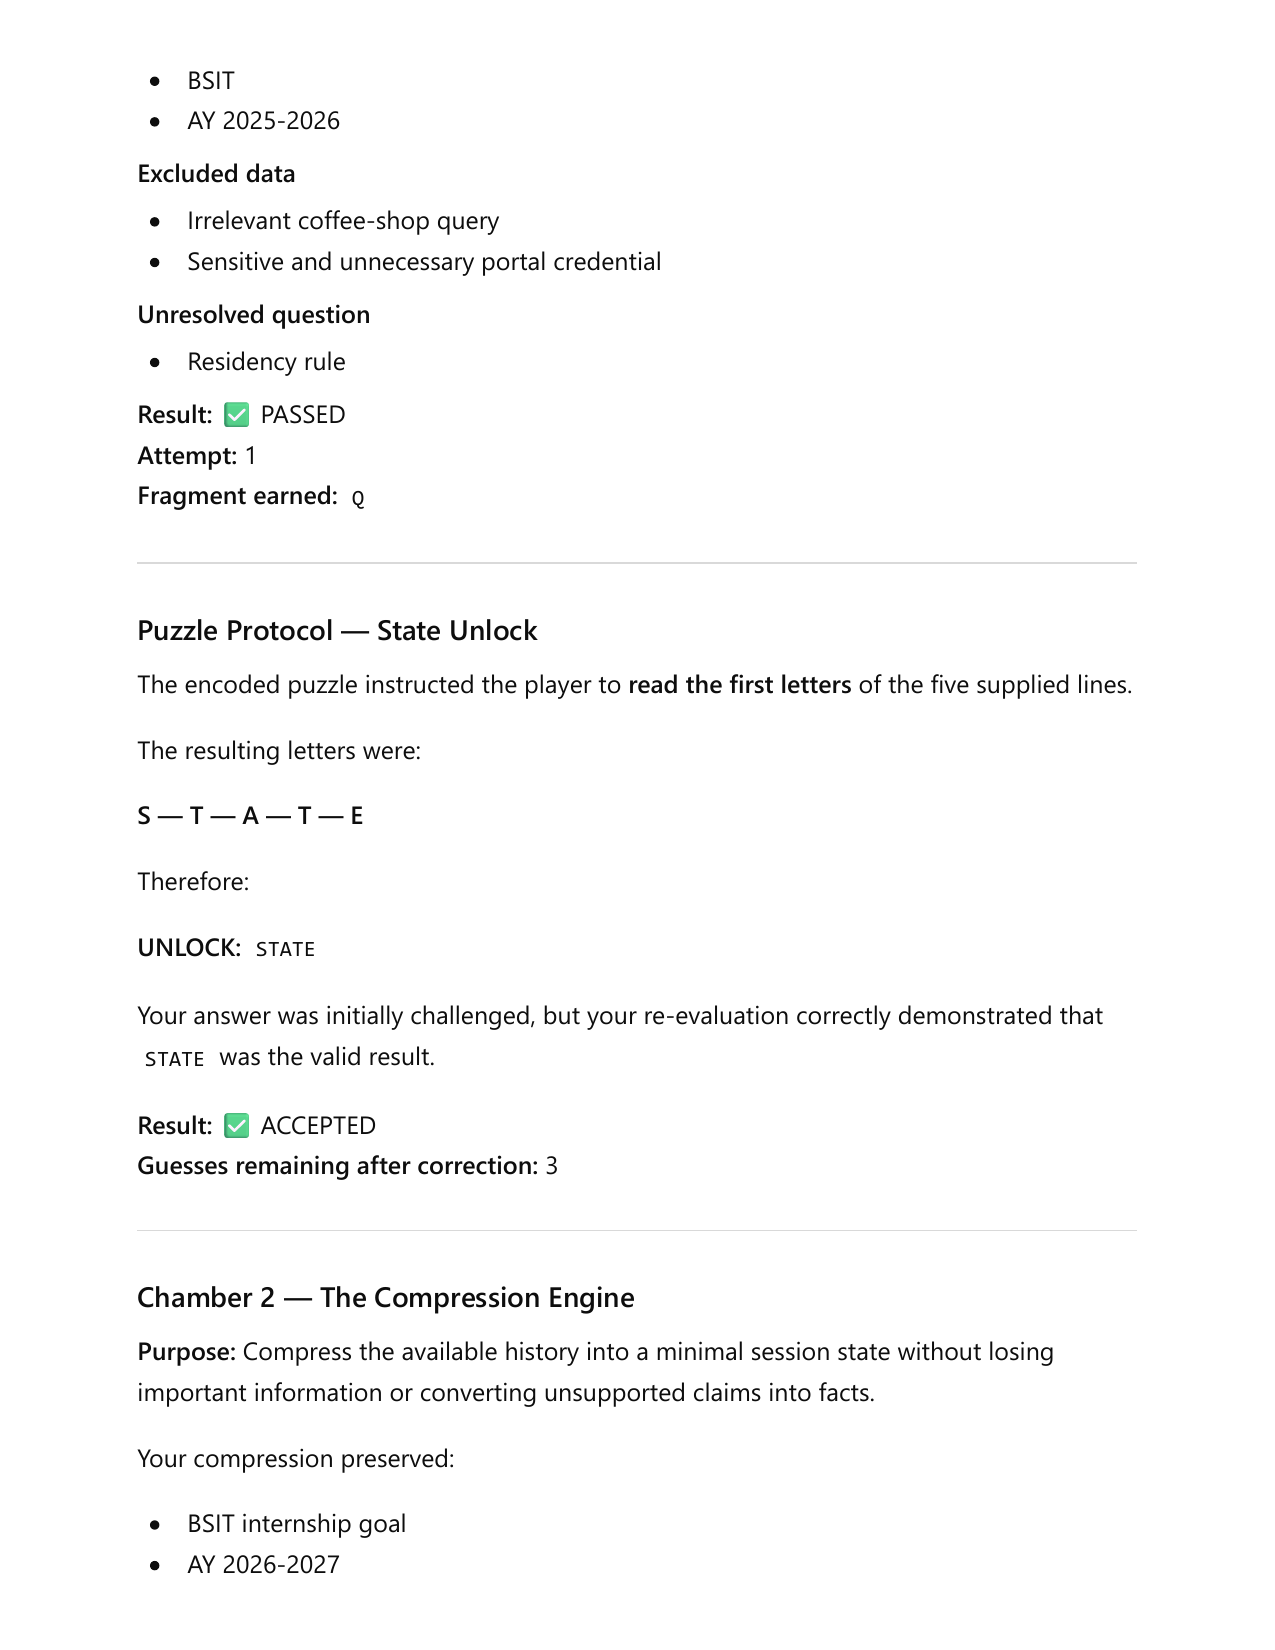 BSIT
AY 2025-2026
Excluded data
Irrelevant coffee-shop query
Sensitive and unnecessary portal credential
Unresolved question
Residency rule
Result: ✅ PASSED
Attempt: 1
Fragment earned: Q
Puzzle Protocol — State Unlock
The encoded puzzle instructed the player to read the first letters of the five supplied lines.
The resulting letters were:
S — T — A — T — E
Therefore:
UNLOCK: STATE
Your answer was initially challenged, but your re-evaluation correctly demonstrated that
STATE was the valid result.
Result: ✅ ACCEPTED
Guesses remaining after correction: 3
Chamber 2 — The Compression Engine
Purpose: Compress the available history into a minimal session state without losing
important information or converting unsupported claims into facts.
Your compression preserved:
BSIT internship goal
AY 2026-2027